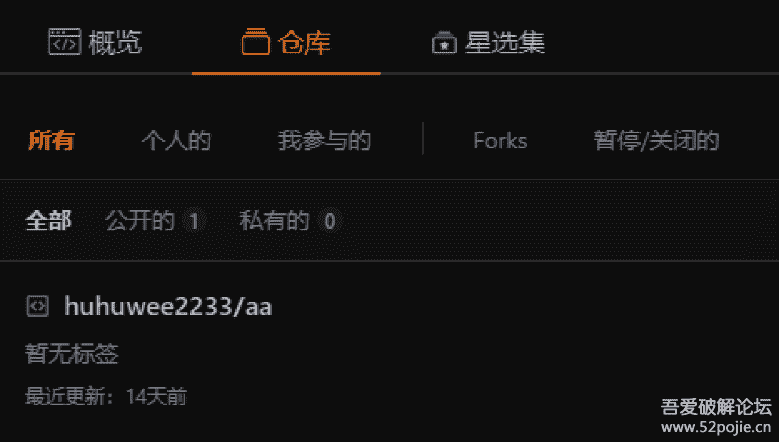 概览 仓库 星选集
所有 个人的 我参与的 Forks 暂停/关闭的
全部 公开的 1 私有的 0
huhuwee2233/aa
暂无标签
最近更新：14天前
吾爱破解论坛
www.52pojie.cn